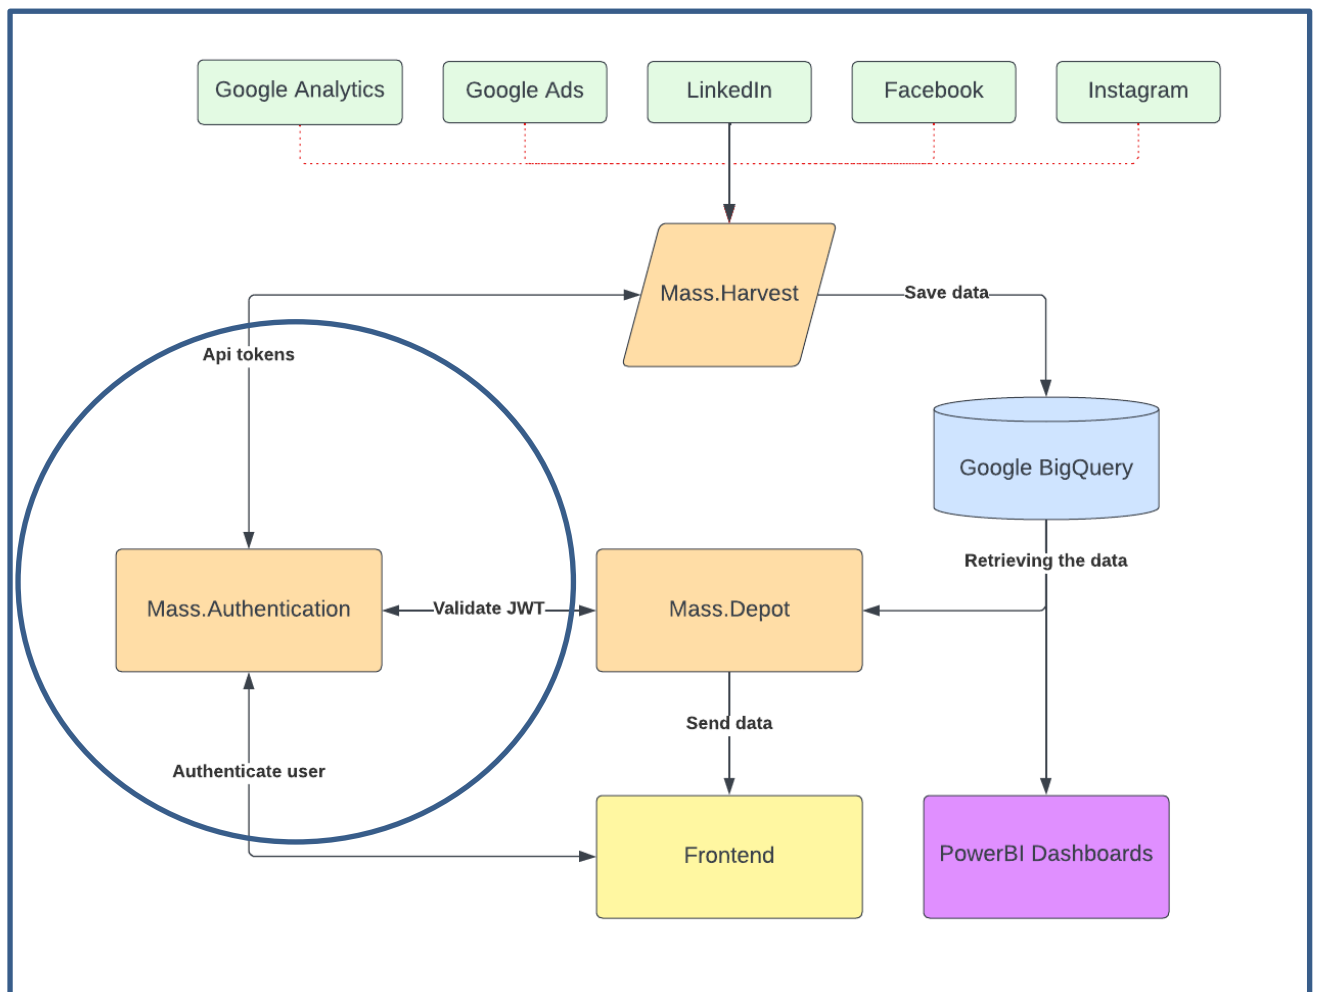 Google Analytics
Google Ads
LinkedIn
Facebook
Instagram
Mass.Harvest
Save data
Api tokens
Google BigQuery
Retrieving the data
Mass.Authentication
Validate JWT
Mass.Depot
Send data
Authenticate user
Frontend
PowerBI Dashboards